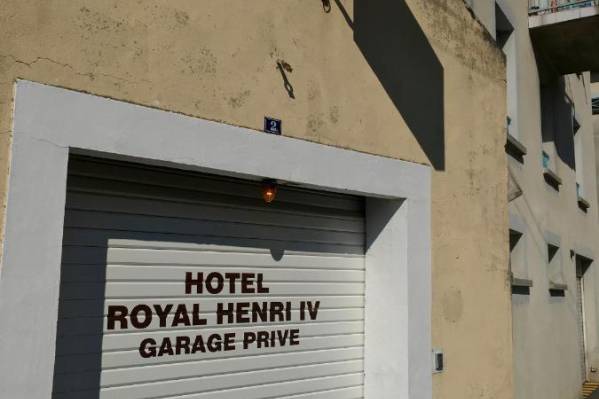 2
HOTEL
ROYAL HENRI IV
GARAGE PRIVE